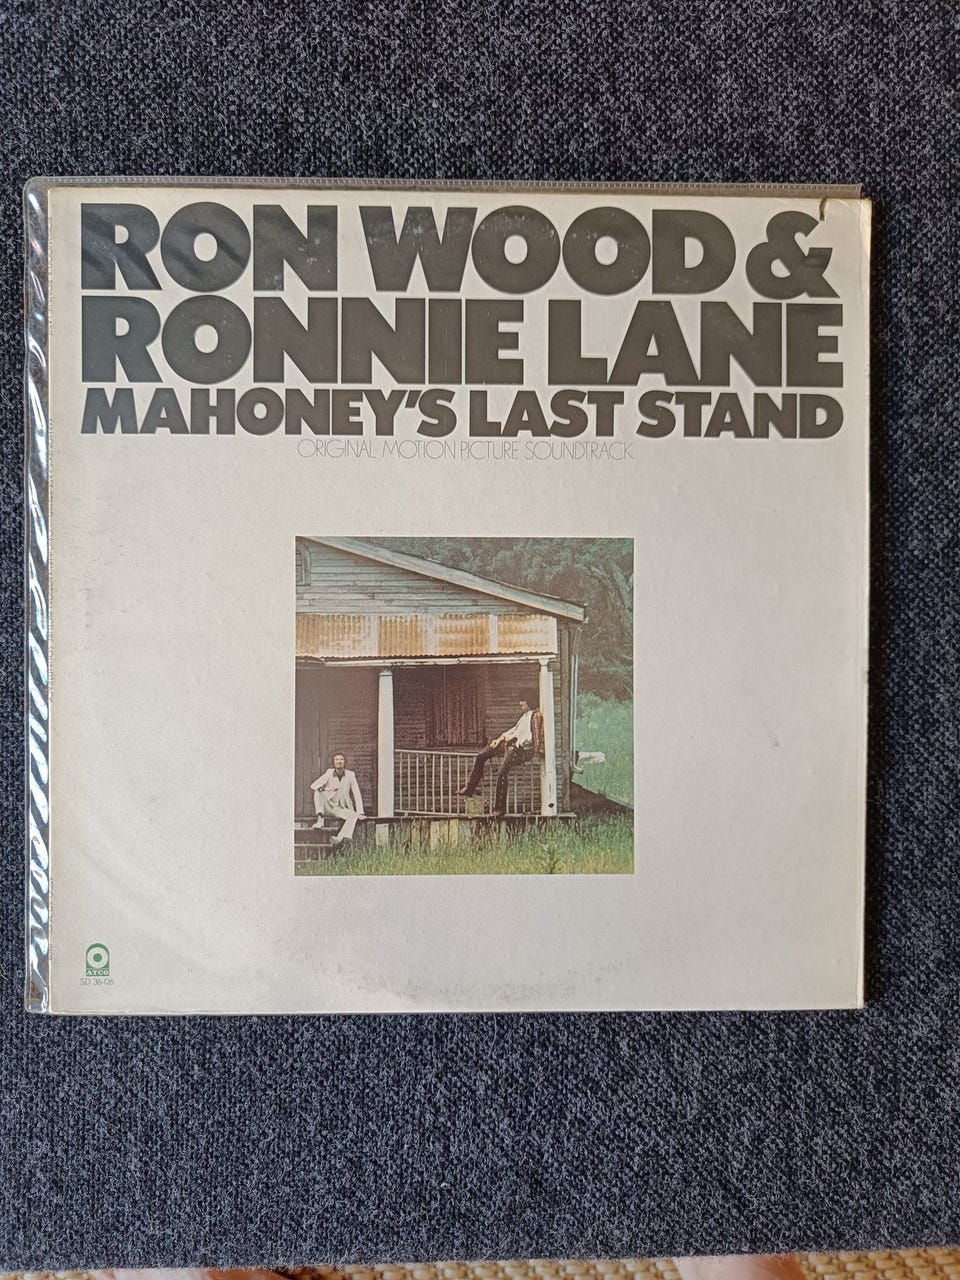 RON WOOD &
RONNIE LANE
MAHONEY'S LAST STAND
ORIGINAL MOTION PICTURE SOUNDTRACK
ATCO
SD 36-126